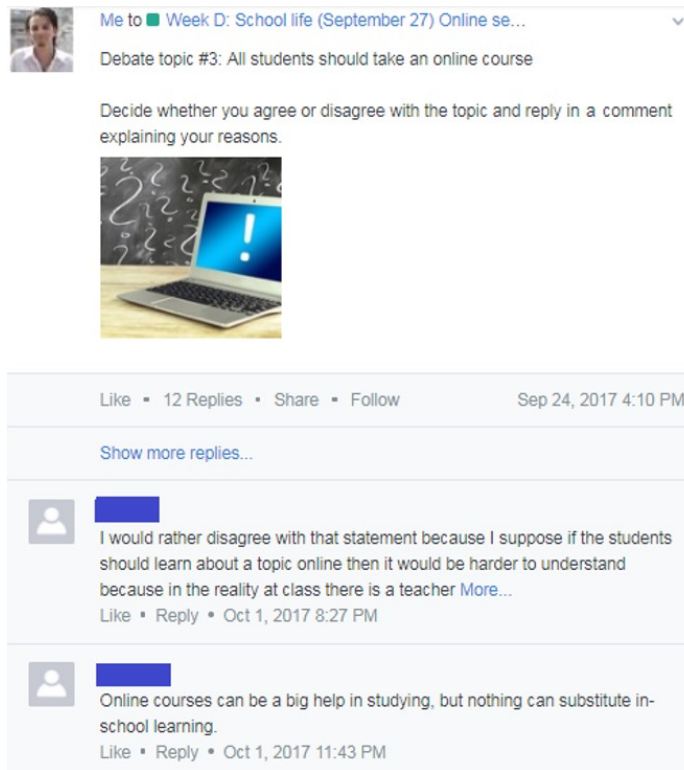 Me to Week D: School life (September 27) Online se...
Debate topic #3: All students should take an online course
Decide whether you agree or disagree with the topic and reply in a comment
explaining your reasons.
Like ▪ 12 Replies ▪ Share ▪ Follow Sep 24, 2017 4:10 PM
Show more replies...
I would rather disagree with that statement because I suppose if the students
should learn about a topic online then it would be harder to understand
because in the reality at class there is a teacher More...
Like ▪ Reply ▪ Oct 1, 2017 8:27 PM
Online courses can be a big help in studying, but nothing can substitute in-
school learning.
Like ▪ Reply ▪ Oct 1, 2017 11:43 PM